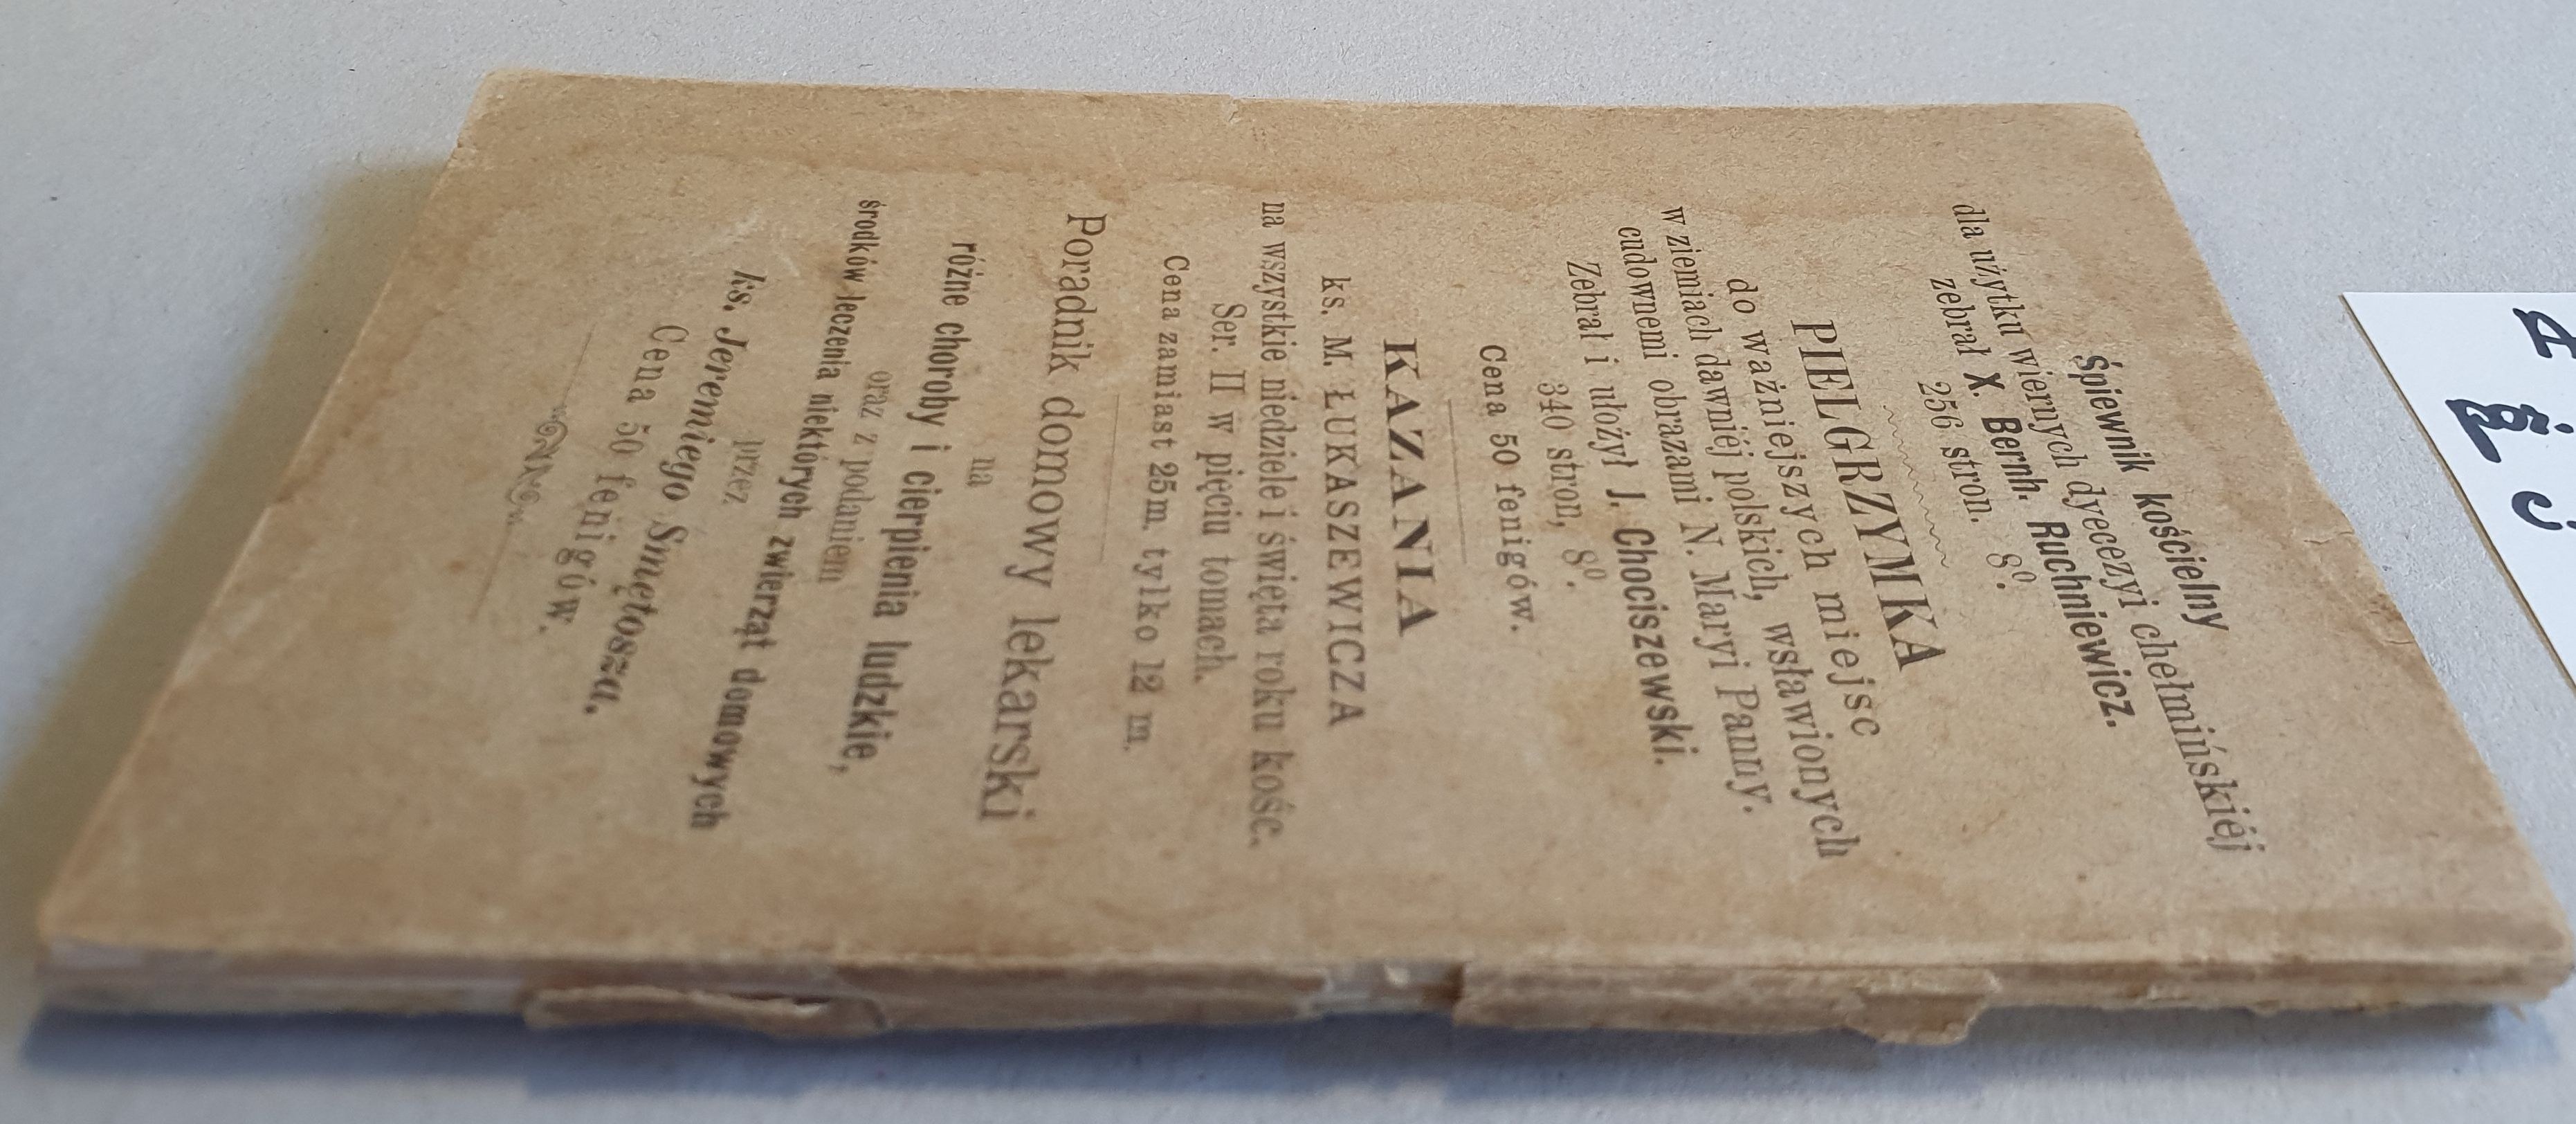 Śpiewnik kościelny
dla użytku wiernych dyecezyi chełmińskiéj
zebrał X. Bernh. Ruchniewicz.
256 stron. 8⁰.
PIELGRZYMKA
do ważniejszych miejsc
w ziemiach dawniéj polskich, wsławionych
cudownemi obrazami N. Maryi Panny.
Zebrał i ułożył J. Chociszewski.
340 stron, 8⁰.
Cena 50 fenigów.
KAZANIA
ks. M. ŁUKASZEWICZA
na wszystkie niedziele i święta roku kośc.
Ser. II w pięciu tomach.
Cena zamiast 25 m. tylko 12 m.
Poradnik domowy lekarski
na
różne choroby i cierpienia ludzkie,
oraz z podaniem
środków leczenia niektórych zwierząt domowych
przez
ks. Jeremiego Smętosza.
Cena 50 fenigów.